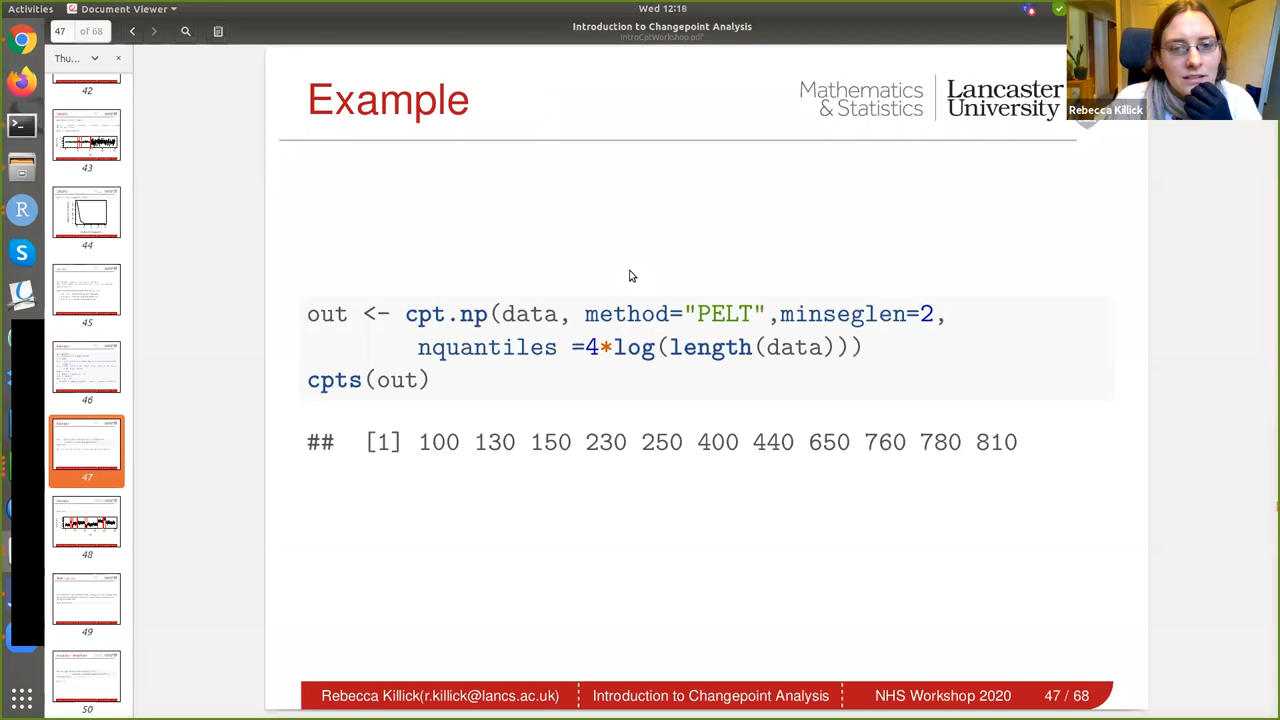 Activities
Document Viewer
Wed 12:18
47
of 68
Introduction to Changepoint Analysis
IntroCptWorkshop.pdf
Thu...
Rebecca Killick
42
43
44
45
46
47
48
49
50
Example
Mathematics
& Statistics
Lancaster
University
out <- cpt.np(data, method="PELT",minseglen=2,
nquantiles =4*log(length(data)))
cpts(out)
## [1] 100 130 150 230 250 400 440 650 760 780 810
Rebecca Killick(r.killick@lancs.ac.uk)
Introduction to Changepoint Analysis
NHS Workshop 2020
47 / 68